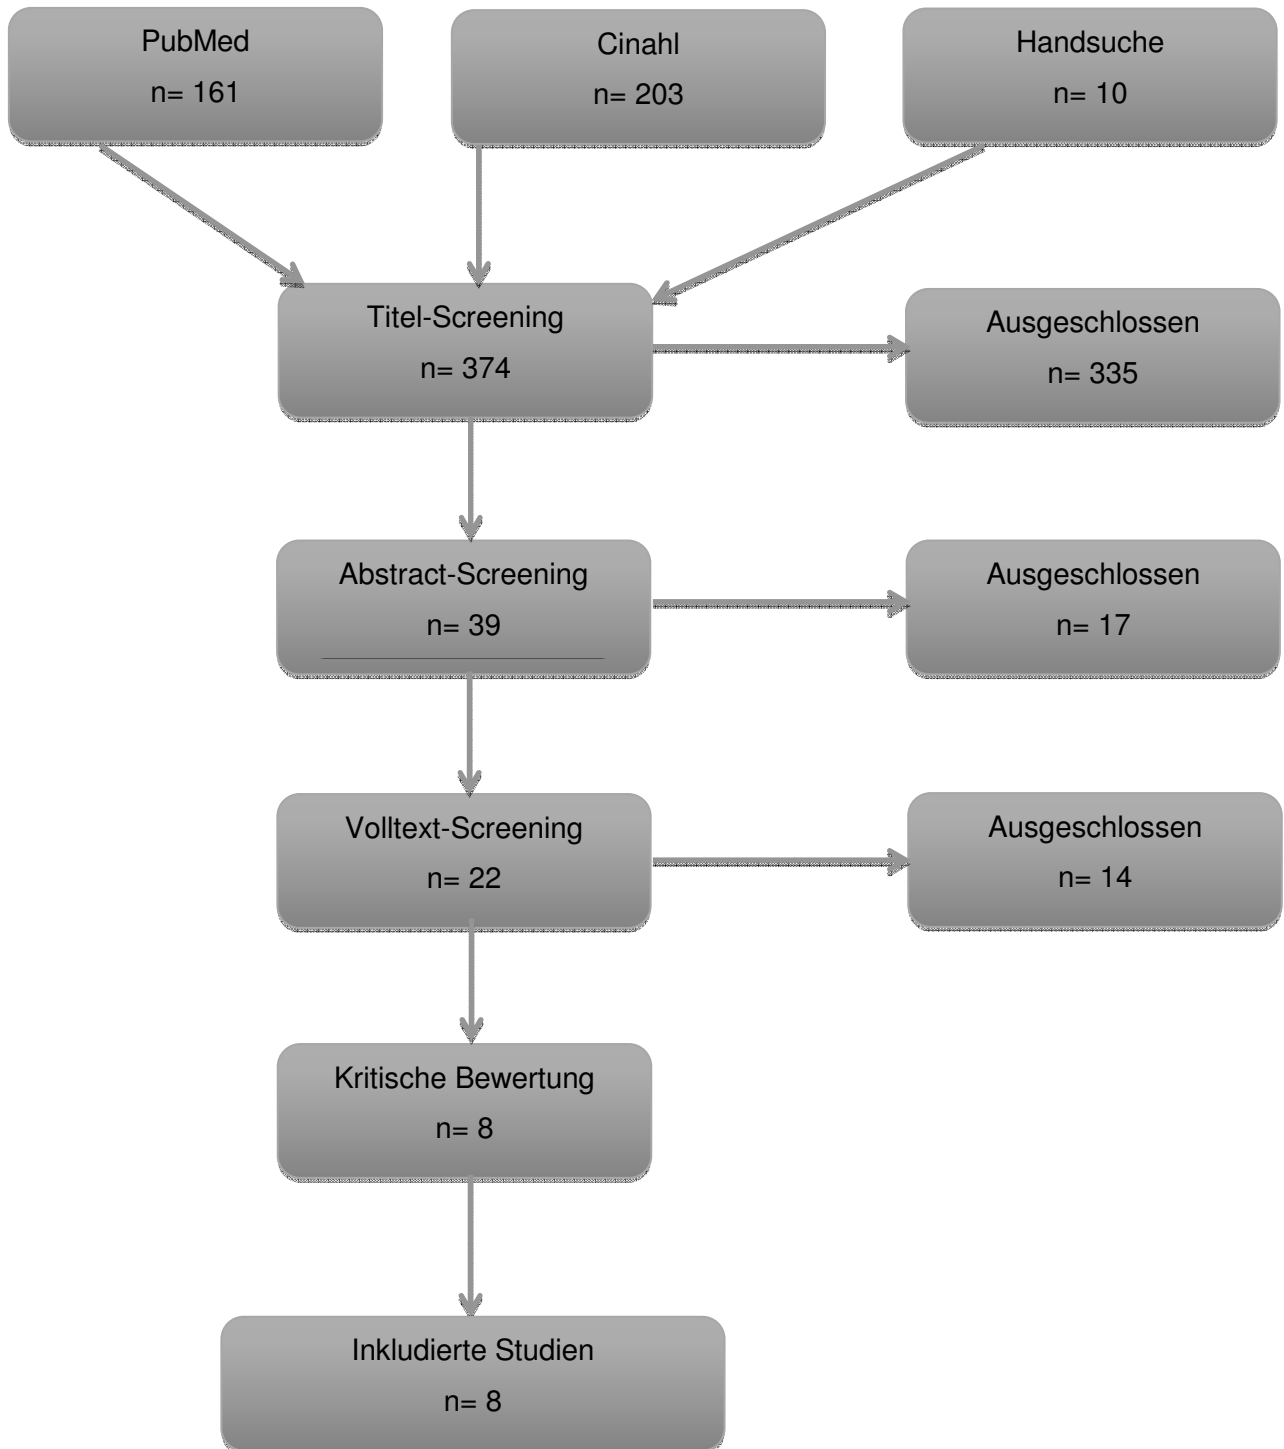 PubMed
n= 161
Cinahl
n= 203
Handsuche
n= 10
Titel-Screening
n= 374
Ausgeschlossen
n= 335
Abstract-Screening
n= 39
Ausgeschlossen
n= 17
Volltext-Screening
n= 22
Ausgeschlossen
n= 14
Kritische Bewertung
n= 8
Inkludierte Studien
n= 8